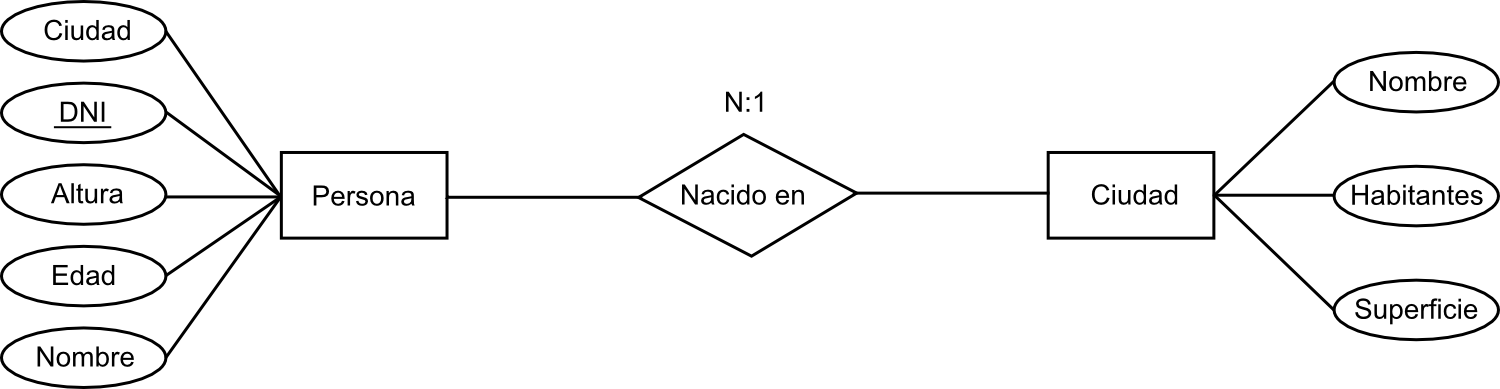 Ciudad
DNI
Altura
Edad
Nombre
Persona
N:1
Nacido en
Ciudad
Nombre
Habitantes
Superficie